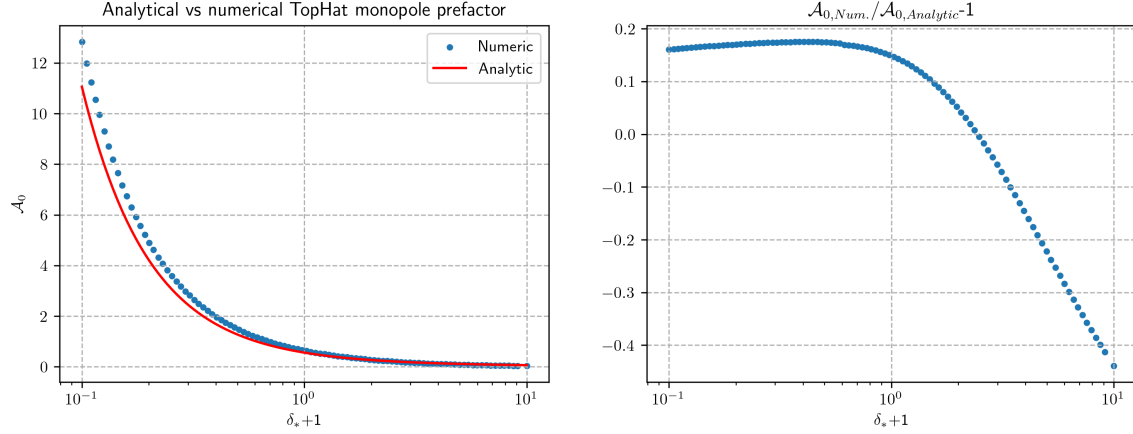 Analytical vs numerical TopHat monopole prefactor
Numeric
Analytic
12
10
8
6
4
2
0
𝒜₀
10⁻¹
10⁰
10¹
δ⁎+1
𝒜₀,Num./𝒜₀,Analytic-1
0.2
0.1
0.0
−0.1
−0.2
−0.3
−0.4
10⁻¹
10⁰
10¹
δ⁎+1